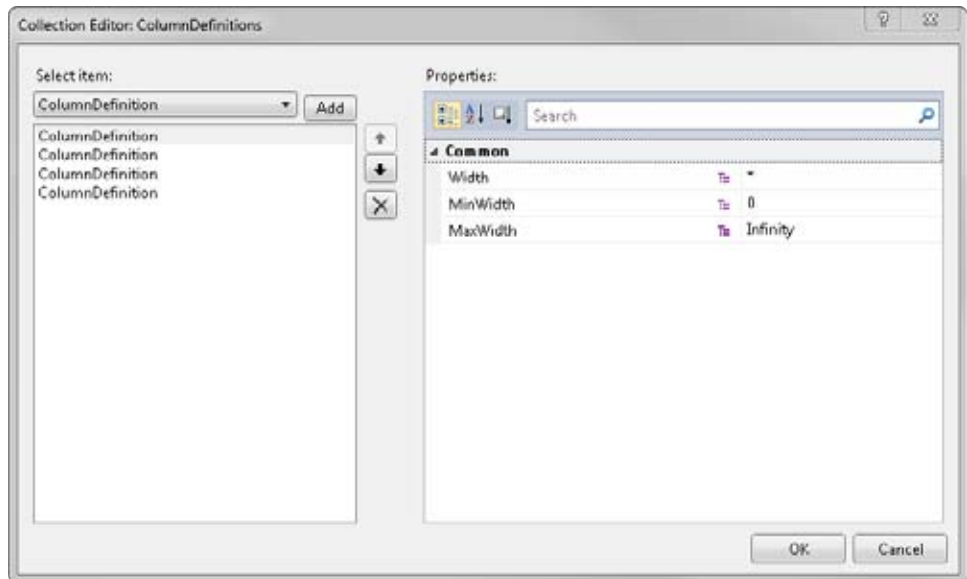 Collection Editor: ColumnDefinitions
Select item:
ColumnDefinition
Add
ColumnDefinition
ColumnDefinition
ColumnDefinition
ColumnDefinition
Properties:
Search
Common
Width *
MinWidth 0
MaxWidth Infinity
OK
Cancel